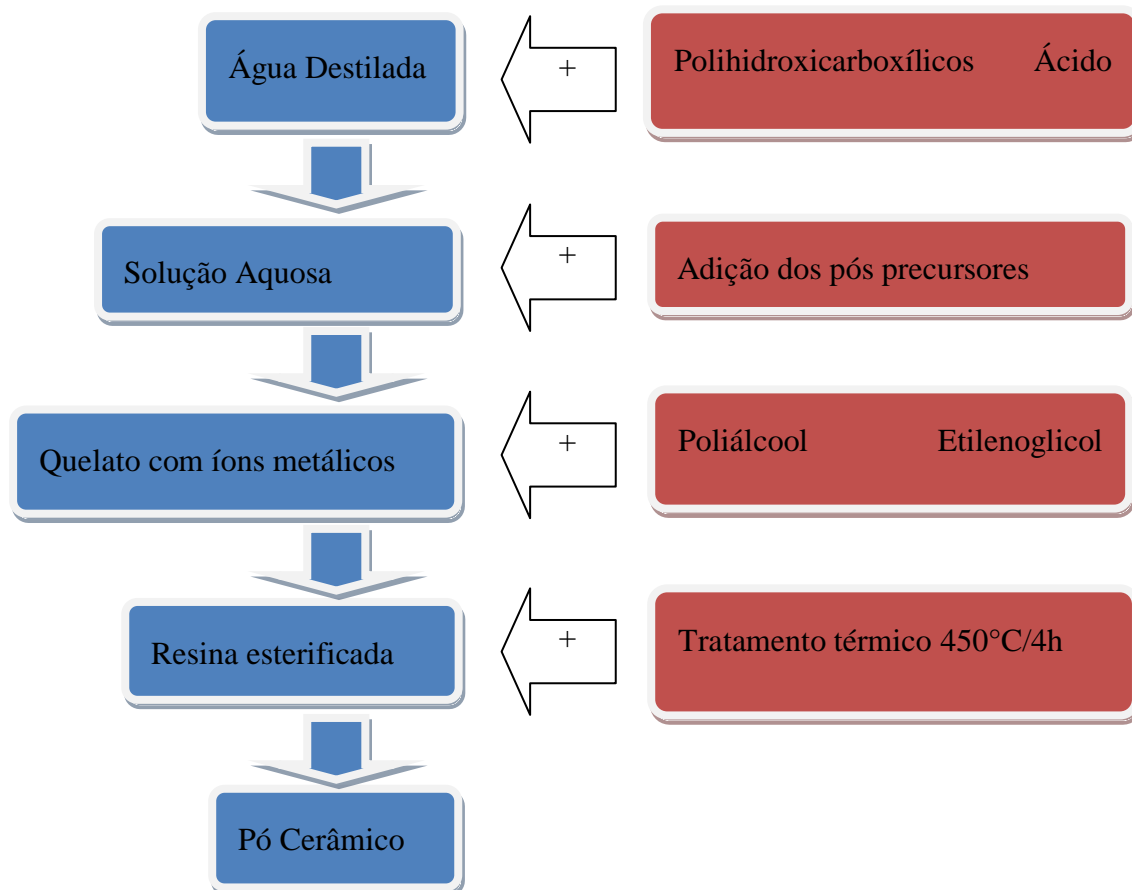 Água Destilada
+
Polihidroxicarboxílicos Ácido
Solução Aquosa
+
Adição dos pós precursores
Quelato com íons metálicos
+
Poliálcool Etilenoglicol
Resina esterificada
+
Tratamento térmico 450°C/4h
Pó Cerâmico